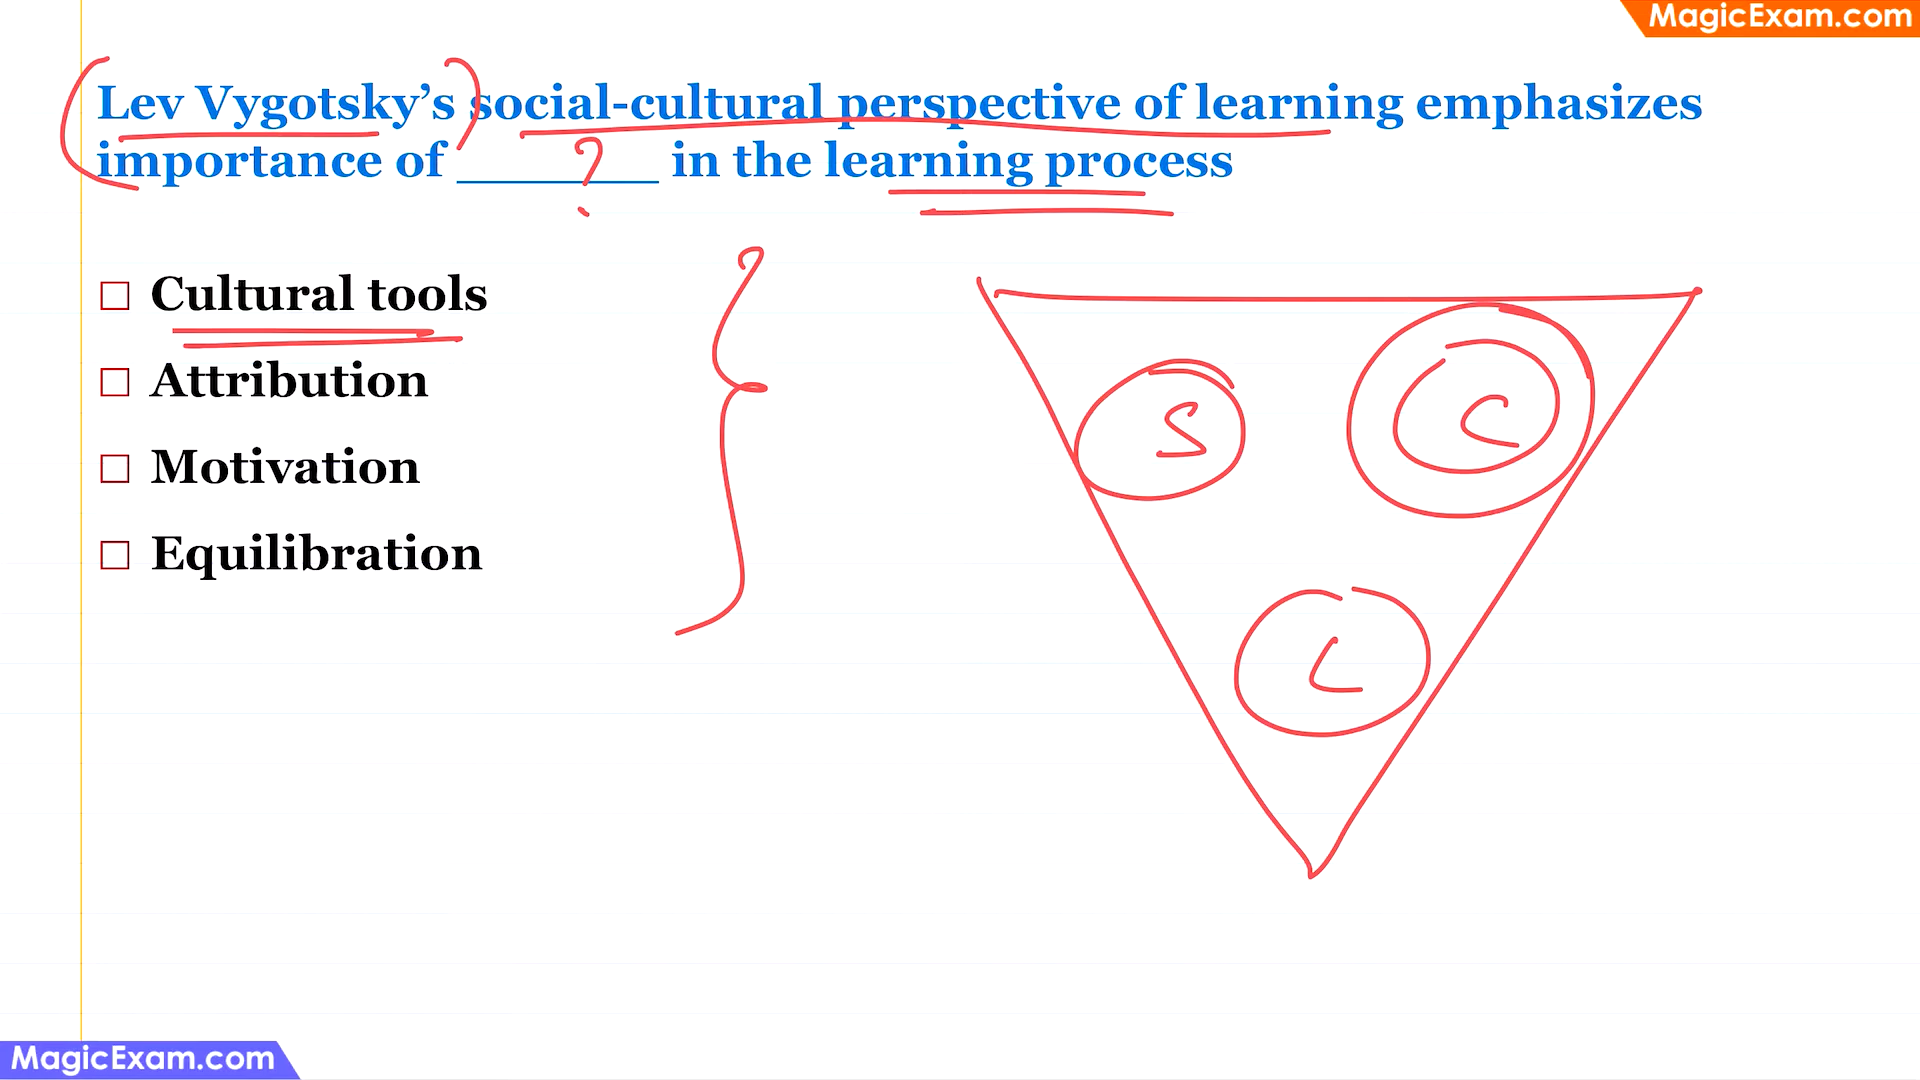 MagicExam.com
Lev Vygotsky’s social-cultural perspective of learning emphasizes
importance of ________ in the learning process
?
☐ Cultural tools
☐ Attribution
☐ Motivation
☐ Equilibration
S
C
L
MagicExam.com